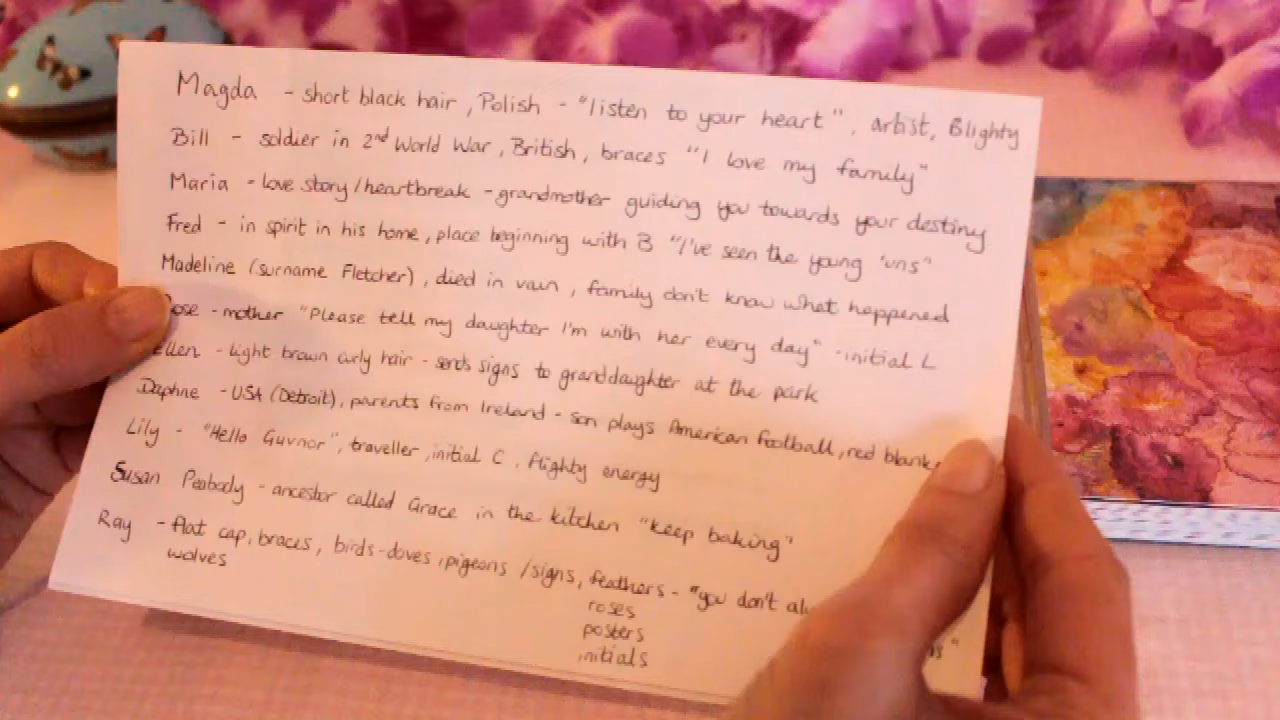 Magda - short black hair, Polish - "listen to your heart", artist, Blighty
Bill - soldier in 2nd World War, British, braces "I love my family"
Maria - love story/heartbreak - grandmother guiding you towards your destiny
Fred - in spirit in his home, place beginning with B "I've seen the young 'uns"
Madeline (surname Fletcher), died in vain, family don't know what happened
ose - mother "Please tell my daughter I'm with her every day" - initial L
ellen - light brown curly hair - sends signs to granddaughter at the park
Daphne - USA (Detroit), parents from Ireland - son plays American football, red blank
Lily - "Hello Guvnor", traveller, initial C, flighty energy
Susan Peabody - ancestor called Grace in the kitchen "keep baking"
Ray - flat cap, braces, birds-doves, pigeons / signs, feathers - "you don't
wolves
roses
posters
initials